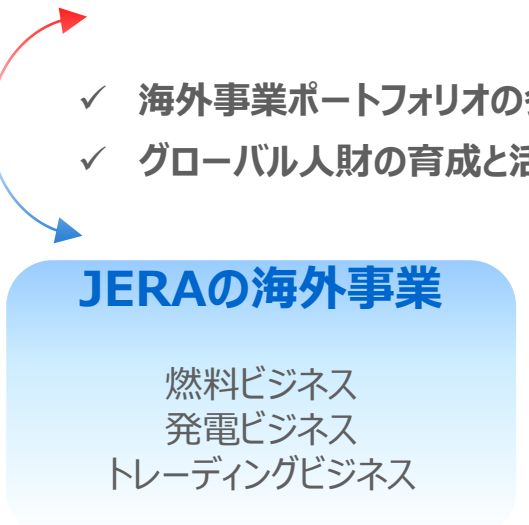 ✓ 海外事業ポートフォリオの
✓ グローバル人財の育成と
JERAの海外事業
燃料ビジネス
発電ビジネス
トレーディングビジネス